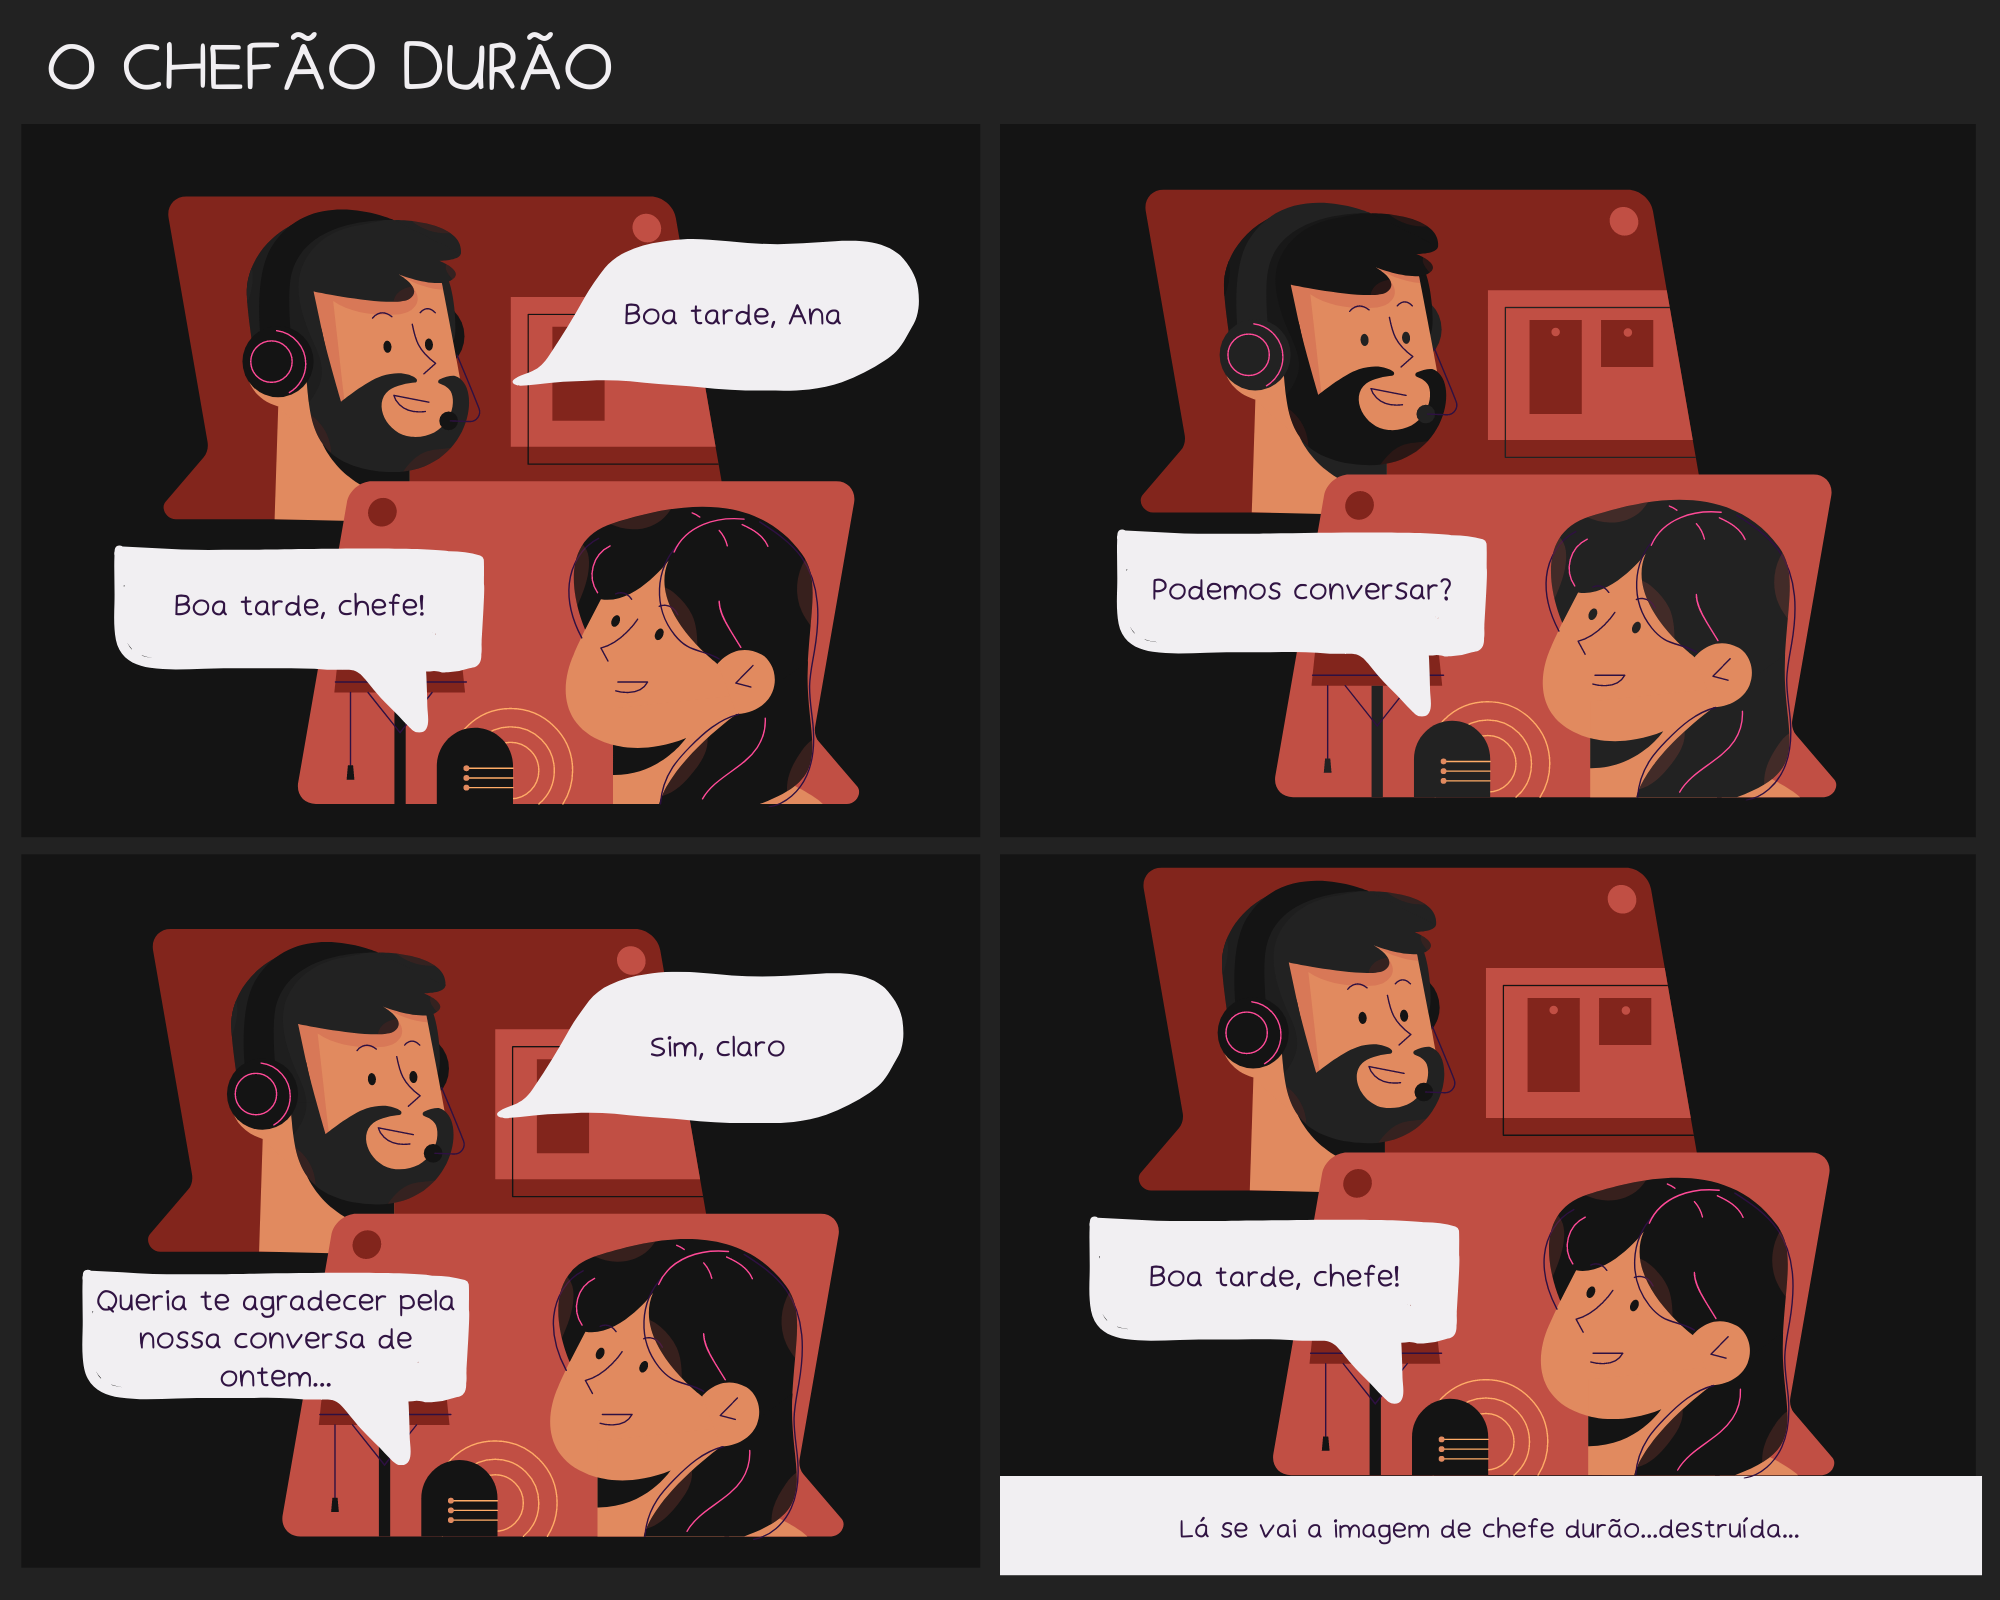 O CHEFÃO DURÃO
Boa tarde, Ana
Boa tarde, chefe!
Podemos conversar?
Sim, claro
Queria te agradecer pela
nossa conversa de
ontem...
Boa tarde, chefe!
Lá se vai a imagem de chefe durão...destruída...